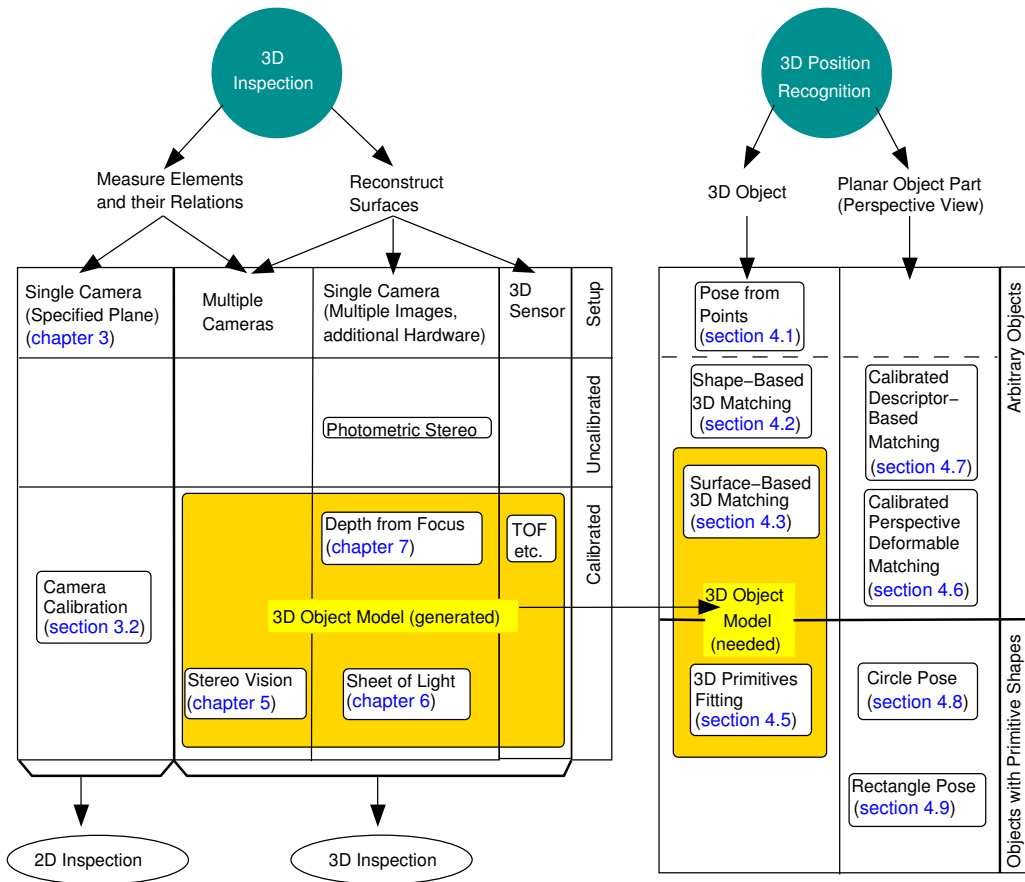 3D
Inspection
3D Position
Recognition
Measure Elements
and their Relations
Reconstruct
Surfaces
3D Object
Planar Object Part
(Perspective View)
Single Camera
(Specified Plane)
(chapter 3)
Multiple
Cameras
Single Camera
(Multiple Images,
additional Hardware)
3D
Sensor
Setup
Uncalibrated
Calibrated
Photometric Stereo
Depth from Focus
(chapter 7)
TOF
etc.
Camera
Calibration
(section 3.2)
3D Object Model (generated)
Stereo Vision
(chapter 5)
Sheet of Light
(chapter 6)
2D Inspection
3D Inspection
Pose from
Points
(section 4.1)
Shape−Based
3D Matching
(section 4.2)
Surface−Based
3D Matching
(section 4.3)
3D Object
Model
(needed)
3D Primitives
Fitting
(section 4.5)
Calibrated
Descriptor−
Based
Matching
(section 4.7)
Calibrated
Perspective
Deformable
Matching
(section 4.6)
Circle Pose
(section 4.8)
Rectangle Pose
(section 4.9)
Arbitrary Objects
Objects with Primitive Shapes